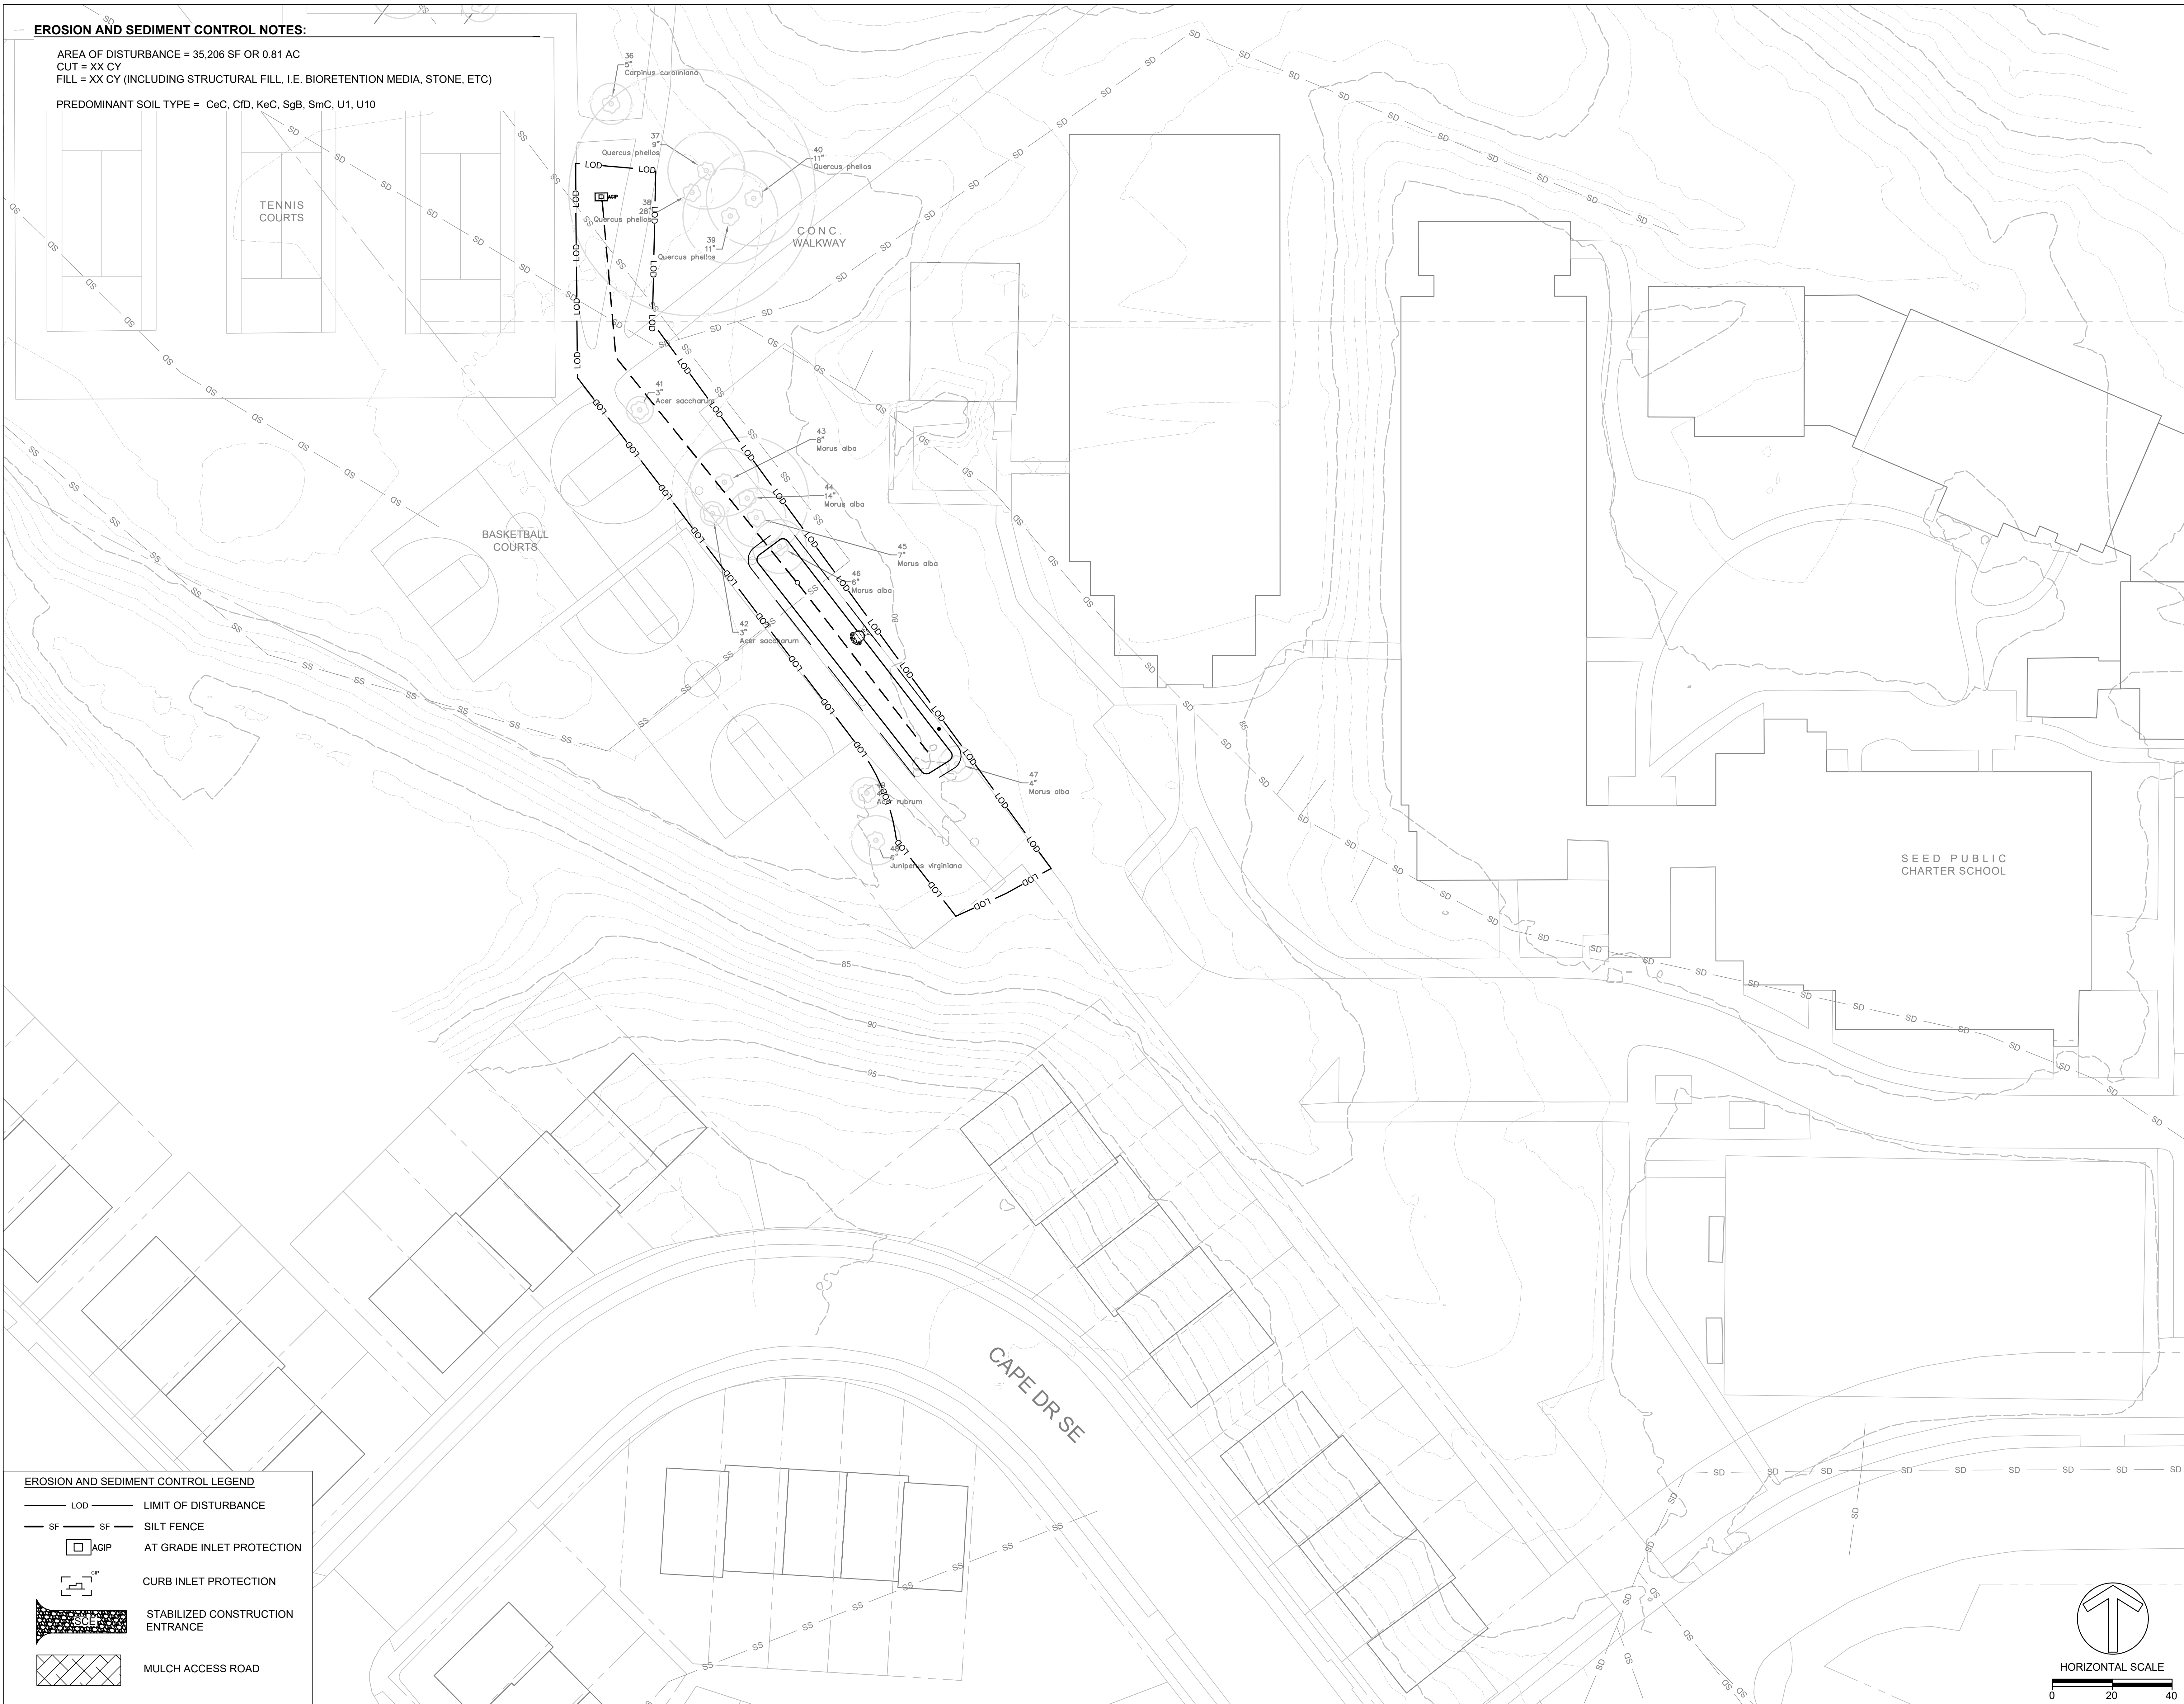 EROSION AND SEDIMENT CONTROL NOTES:
AREA OF DISTURBANCE = 35,206 SF OR 0.81 AC
CUT = XX CY
FILL = XX CY (INCLUDING STRUCTURAL FILL, I.E. BIORETENTION MEDIA, STONE, ETC)
PREDOMINANT SOIL TYPE = CeC, CfD, KeC, SgB, SmC, U1, U10
TENNIS
COURTS
36
5"
Carpinus caroliniana
37
9"
Quercus phellos
40
11"
Quercus phellos
38
28"
Quercus phellos
39
11"
Quercus phellos
LOD
AGIP
SD
SS
CONC.
WALKWAY
41
3"
Acer saccharum
43
8"
Morus alba
44
14"
Morus alba
45
7"
Morus alba
46
6"
Morus alba
42
3"
Acer saccharum
BASKETBALL
COURTS
80
85
47
4"
Morus alba
Acer rubrum
48
6"
Juniperus virginiana
SEED PUBLIC
CHARTER SCHOOL
85
90
95
CAPE DR SE
EROSION AND SEDIMENT CONTROL LEGEND
LOD LIMIT OF DISTURBANCE
SF SF SILT FENCE
AGIP AT GRADE INLET PROTECTION
CIP CURB INLET PROTECTION
SCE STABILIZED CONSTRUCTION
ENTRANCE
MULCH ACCESS ROAD
HORIZONTAL SCALE
0 20 40